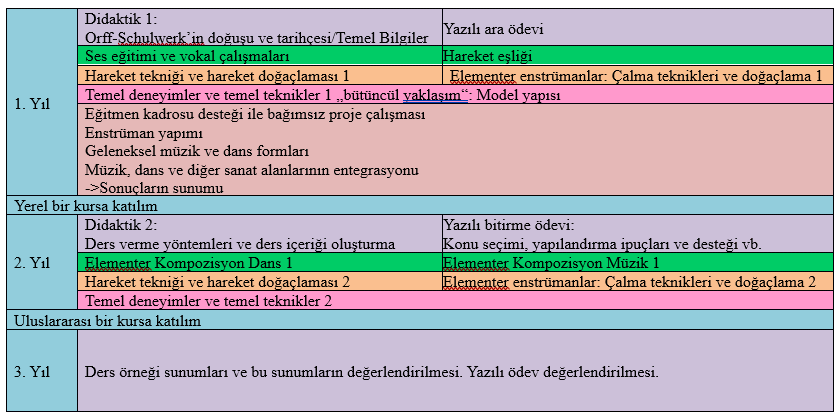 1. Yıl
Didaktik 1:
Orff-Schulwerk’in doğuşu ve tarihçesi/Temel Bilgiler
Yazılı ara ödevi
Ses eğitimi ve vokal çalışmaları
Hareket eşliği
Hareket tekniği ve hareket doğaçlaması 1
Elementer enstrümanlar: Çalma teknikleri ve doğaçlama 1
Temel deneyimler ve temel teknikler 1 „bütüncül yaklaşım“: Model yapısı
Eğitmen kadrosu desteği ile bağımsız proje çalışması
Enstrüman yapımı
Geleneksel müzik ve dans formları
Müzik, dans ve diğer sanat alanlarının entegrasyonu
->Sonuçların sunumu
Yerel bir kursa katılım
2. Yıl
Didaktik 2:
Ders verme yöntemleri ve ders içeriği oluşturma
Yazılı bitirme ödevi:
Konu seçimi, yapılandırma ipuçları ve desteği vb.
Elementer Kompozisyon Dans 1
Elementer Kompozisyon Müzik 1
Hareket tekniği ve hareket doğaçlaması 2
Elementer enstrümanlar: Çalma teknikleri ve doğaçlama 2
Temel deneyimler ve temel teknikler 2
Uluslararası bir kursa katılım
3. Yıl
Ders örneği sunumları ve bu sunumların değerlendirilmesi. Yazılı ödev değerlendirilmesi.